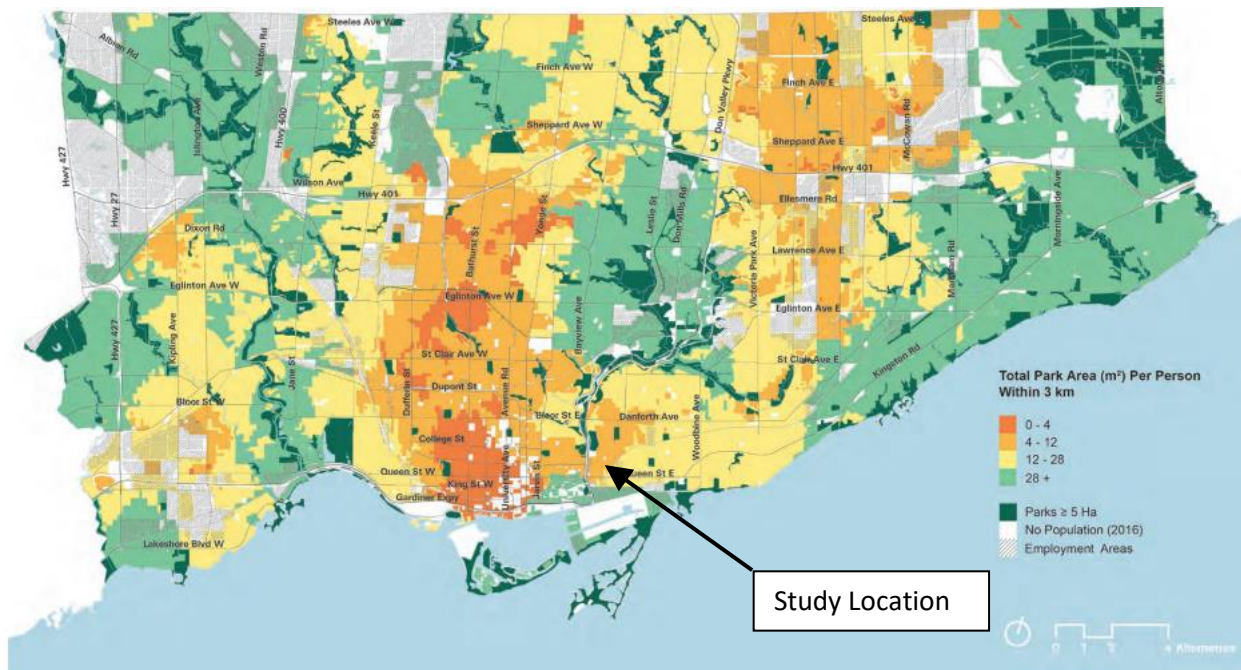 Steeles Ave W
Steeles Ave E
Albion Rd
Weston Rd
Finch Ave W
Don Valley Pkwy
Finch Ave E
Islington Ave
Hwy 400
Keele St
McCowan Rd
Sheppard Ave W
Sheppard Ave E
Hwy 427
Hwy 401
Wilson Ave
Hwy 401
Hwy 27
Ellesmere Rd
Yonge St
Leslie St
Don Mills Rd
Morningside Ave
Dixon Rd
Bathurst St
Lawrence Ave E
Victoria Park Ave
Markham Rd
Eglinton Ave W
Eglinton Ave W
Eglinton Ave E
Bayview Ave
Hwy 427
Kipling Ave
Jane St
St Clair Ave W
St Clair Ave E
Kingston Rd
Dufferin St
Dupont St
Avenue Rd
Bloor St W
Bloor St E
Danforth Ave
Woodbine Ave
College St
Queen St W
University Ave
Jarvis St
Queen St E
King St W
Gardiner Expy
Lakeshore Blvd W
Total Park Area (m²) Per Person
Within 3 km
0 - 4
4 - 12
12 - 28
28 +
Parks ≥ 5 Ha
No Population (2016)
Employment Areas
Study Location
0 1 2 4 Kilometres